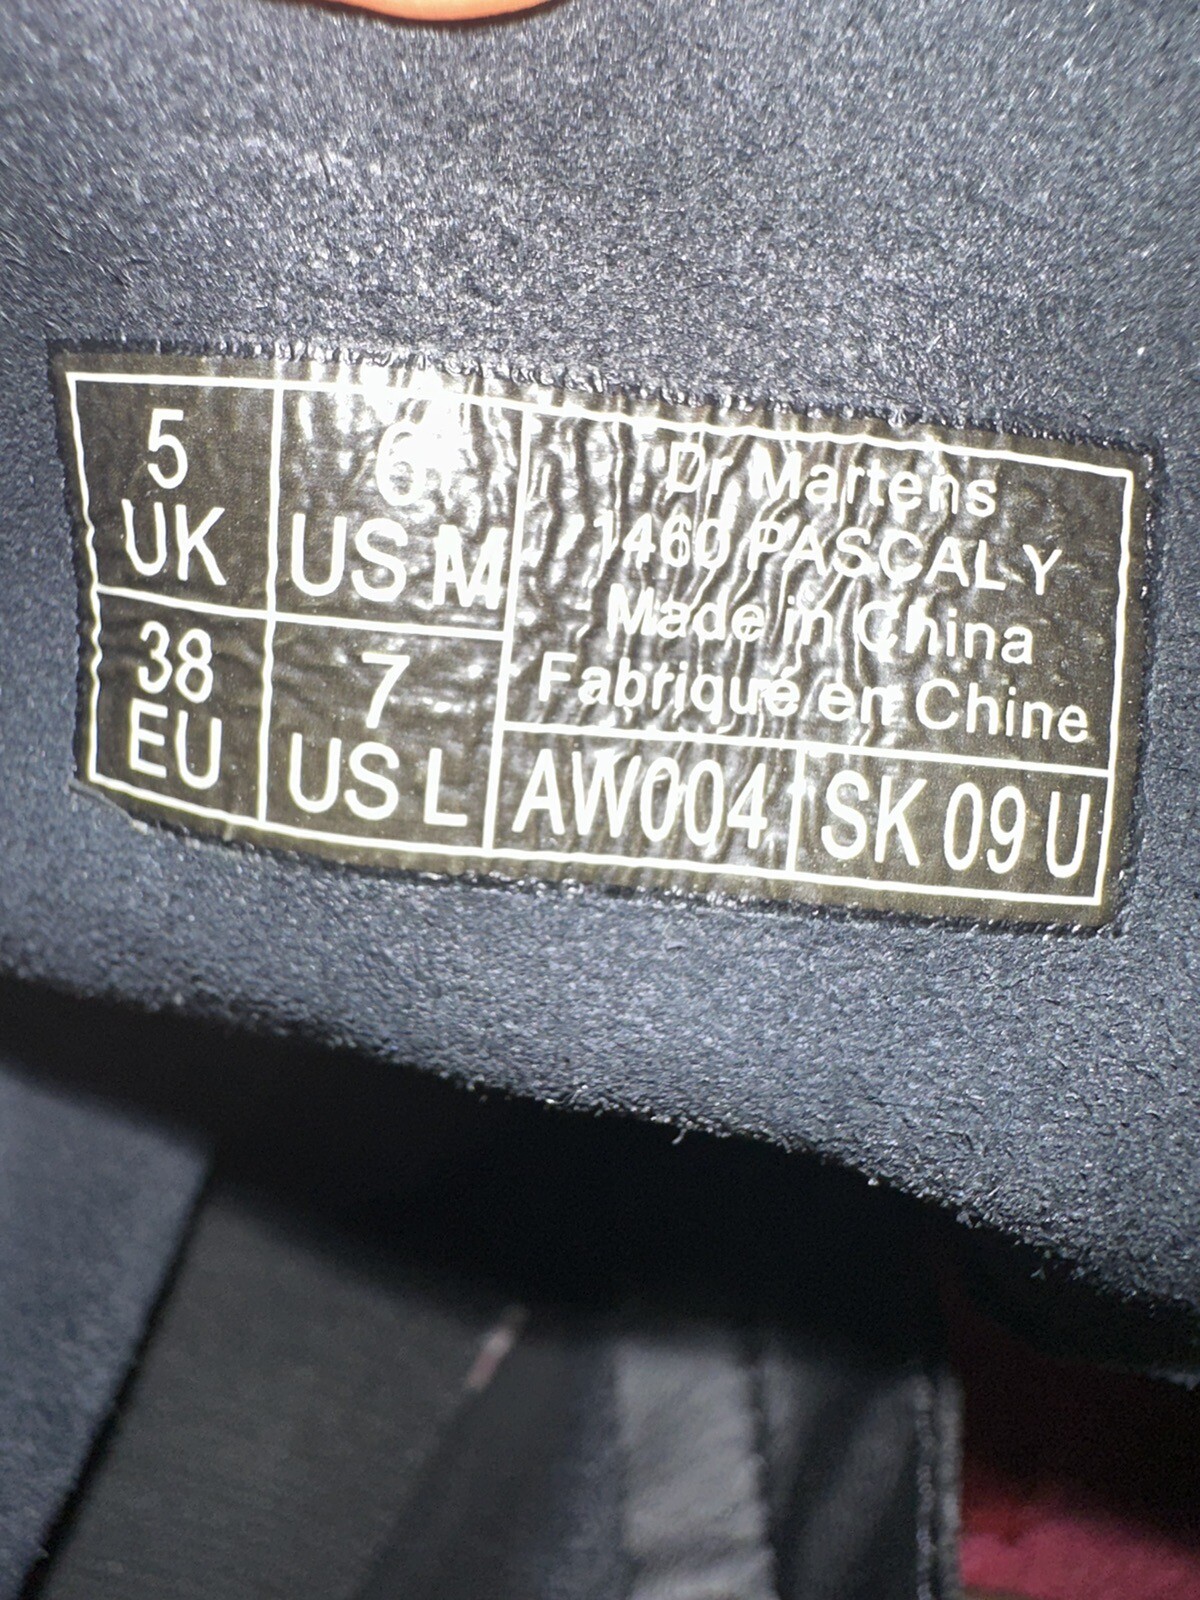 5
UK
6
US M
38
EU
7
US L
Dr Martens
1460 PASCAL Y
Made in China
Fabriqué en Chine
AW004
SK 09 U